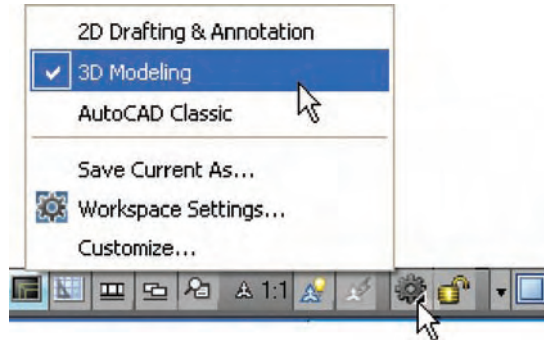 2D Drafting & Annotation
3D Modeling
AutoCAD Classic
Save Current As...
Workspace Settings...
Customize...
1:1